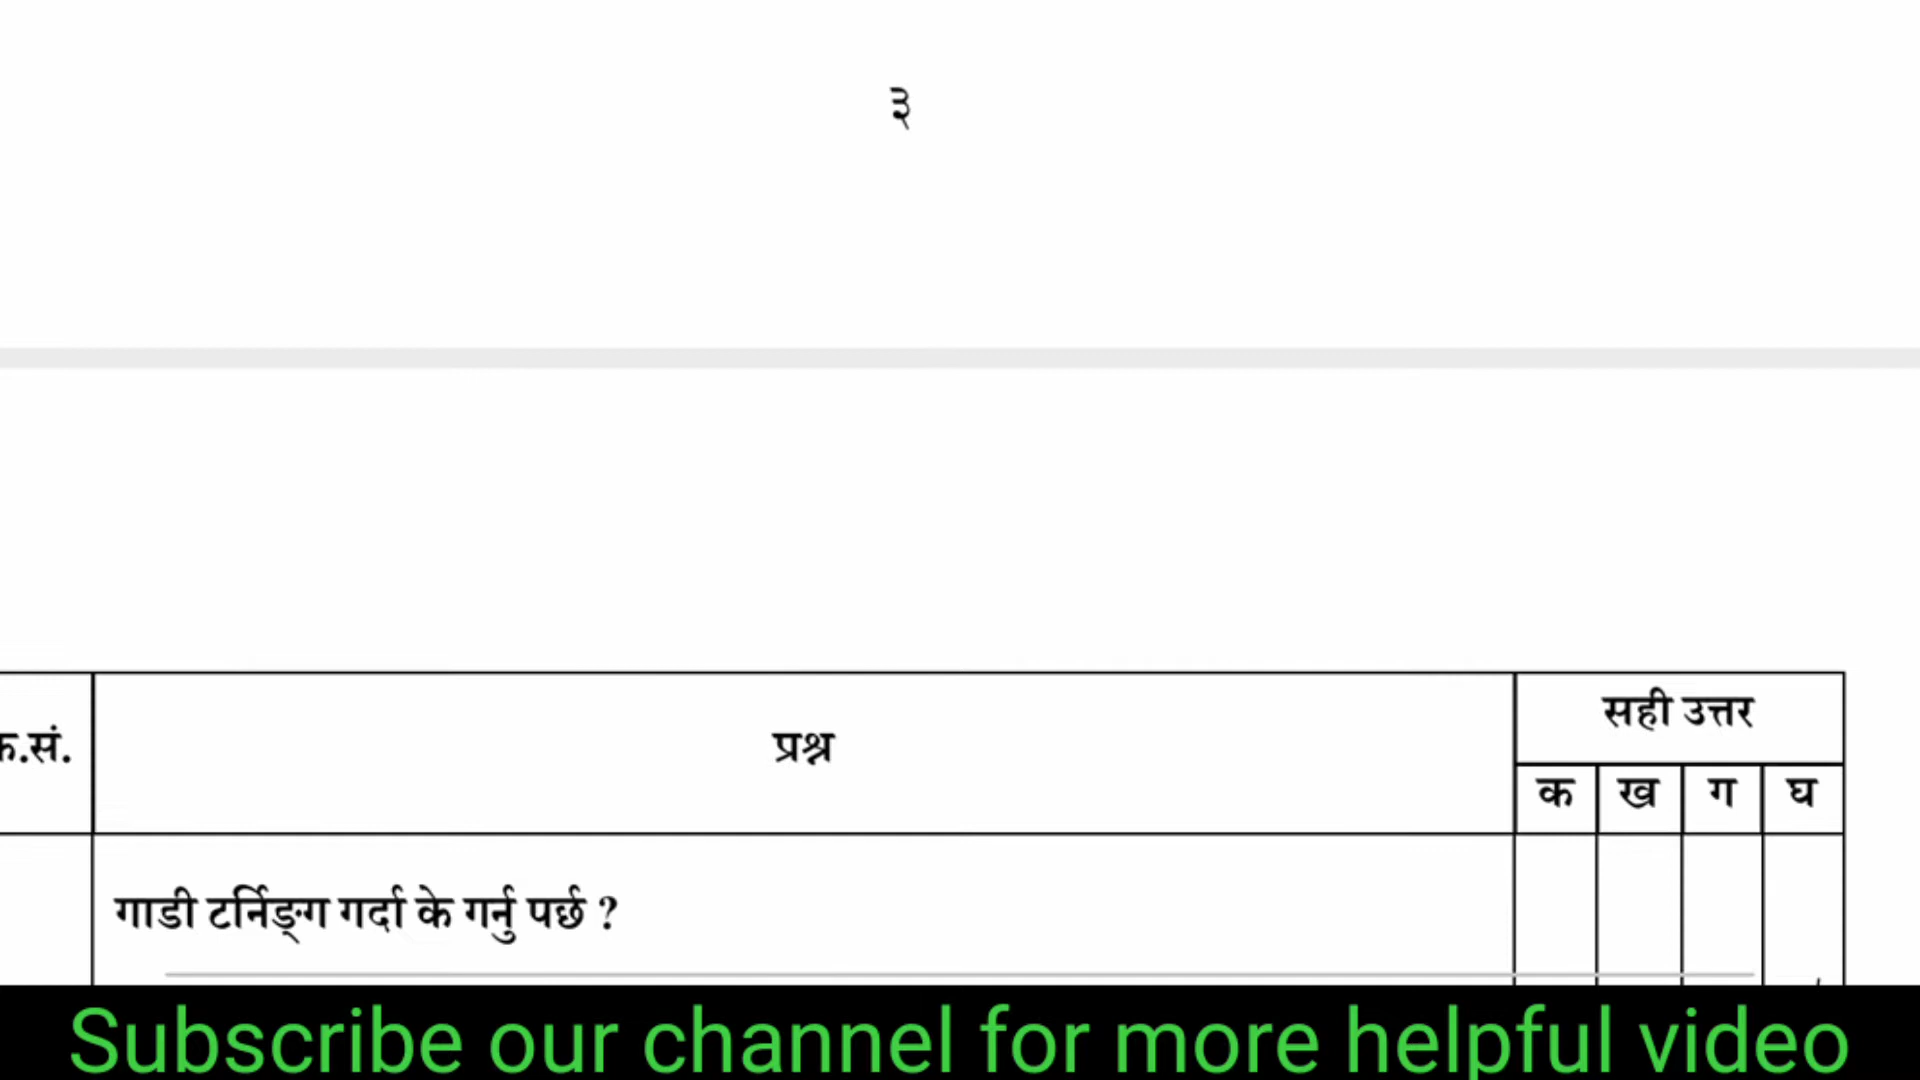 ३
क.सं.
प्रश्न
सही उत्तर
क ख ग घ
गाडी टर्निङ्ग गर्दा के गर्नु पर्छ ?
Subscribe our channel for more helpful video